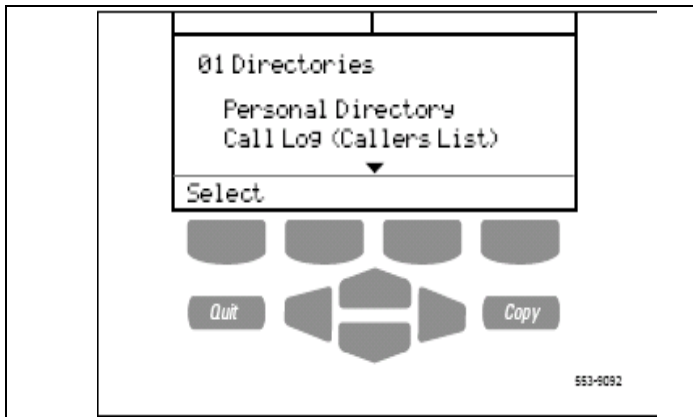 01 Directories
Personal Directory
Call Log (Callers List)
Select
Quit
Copy
553-9092